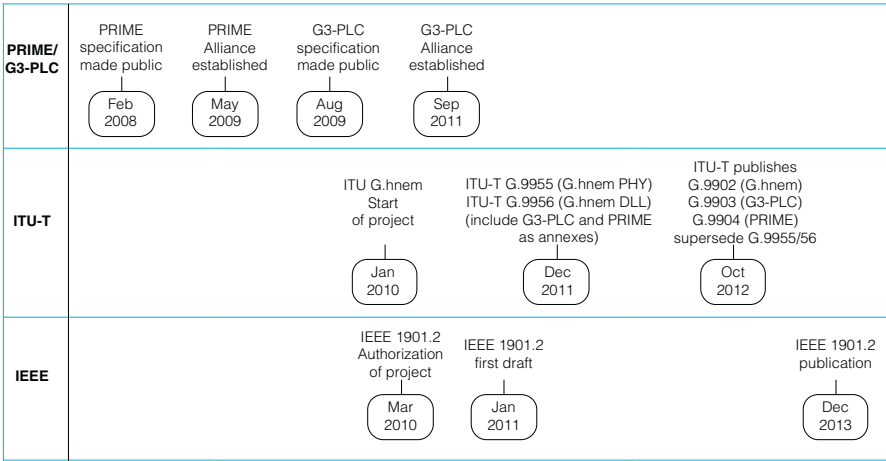 PRIME/
G3-PLC
PRIME
specification
made public
Feb
2008
PRIME
Alliance
established
May
2009
G3-PLC
specification
made public
Aug
2009
G3-PLC
Alliance
established
Sep
2011
ITU-T
ITU G.hnem
Start
of project
Jan
2010
ITU-T G.9955 (G.hnem PHY)
ITU-T G.9956 (G.hnem DLL)
(include G3-PLC and PRIME
as annexes)
Dec
2011
ITU-T publishes
G.9902 (G.hnem)
G.9903 (G3-PLC)
G.9904 (PRIME)
supersede G.9955/56
Oct
2012
IEEE
IEEE 1901.2
Authorization
of project
Mar
2010
IEEE 1901.2
first draft
Jan
2011
IEEE 1901.2
publication
Dec
2013